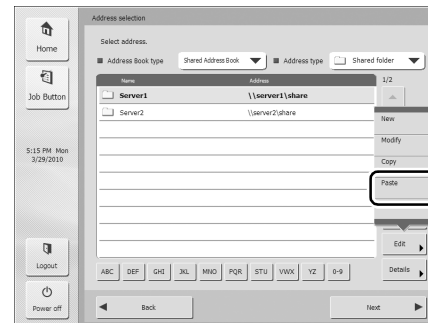 Address selection
Home
Job Button
5:15 PM Mon
3/29/2010
Logout
Power off
Select address.
Address Book type
Shared Address Book
Address type
Shared folder
Name
Address
1/2
Server1
\\server1\share
Server2
\\server2\share
New
Modify
Copy
Paste
Edit
Details
ABC
DEF
GHI
JKL
MNO
PQR
STU
VWX
YZ
0-9
Back
Next